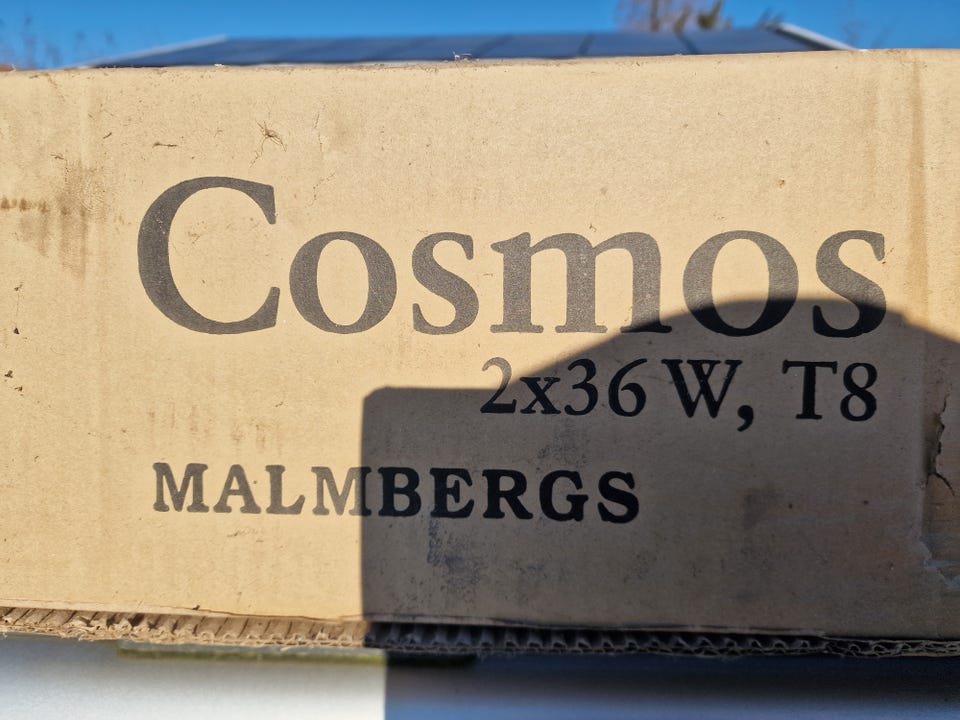 Cosmos
2x36 W, T8
MALMBERGS